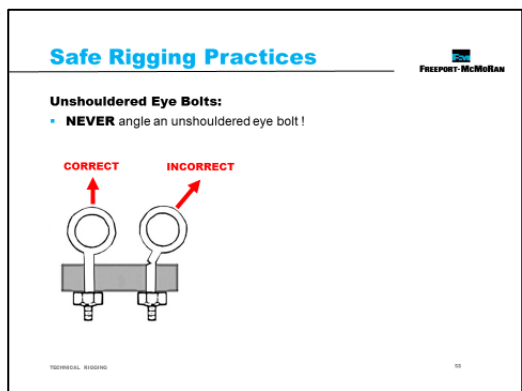 Safe Rigging Practices
FREEPORT-MCMORAN
Unshouldered Eye Bolts:
▪ NEVER angle an unshouldered eye bolt !
CORRECT
INCORRECT
TECHNICAL RIGGING